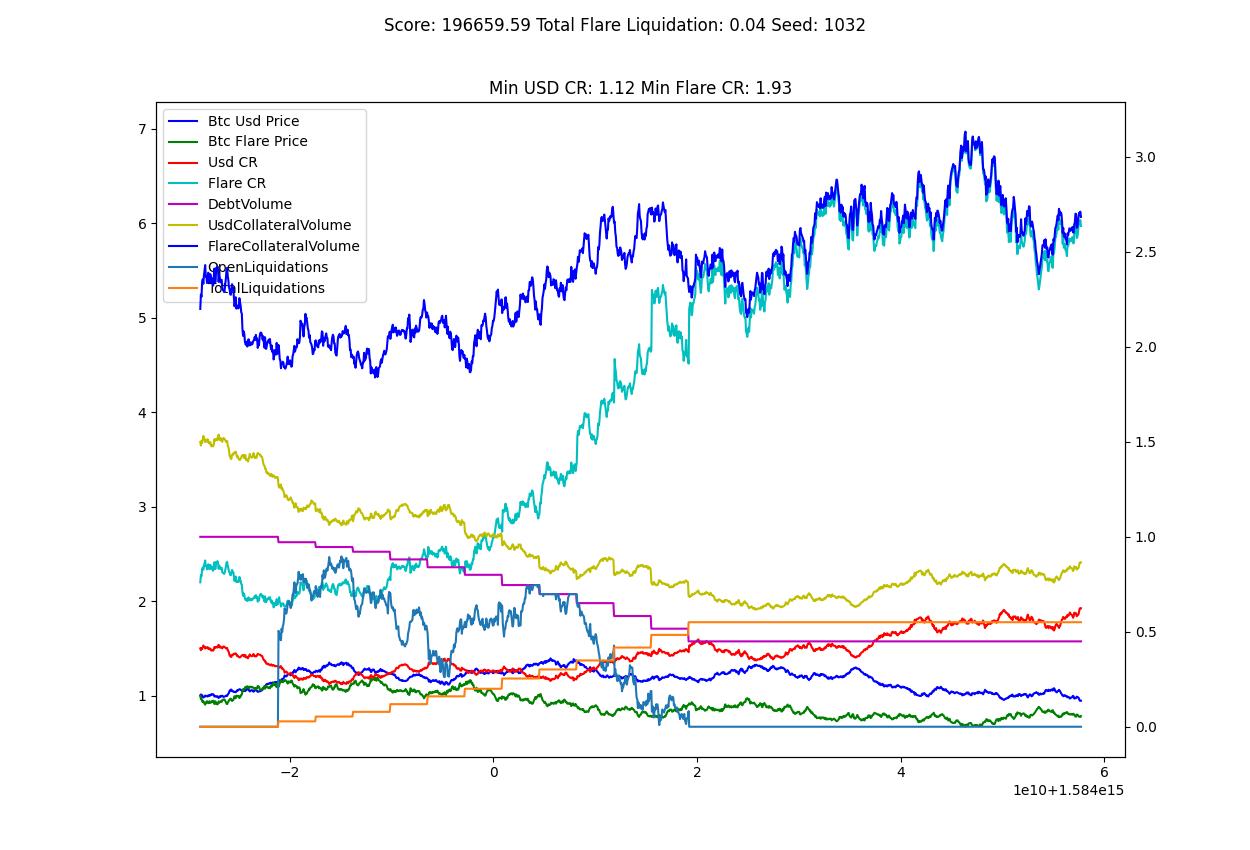 Score: 196659.59 Total Flare Liquidation: 0.04 Seed: 1032
Min USD CR: 1.12 Min Flare CR: 1.93
Btc Usd Price
Btc Flare Price
Usd CR
Flare CR
DebtVolume
UsdCollateralVolume
FlareCollateralVolume
OpenLiquidations
TotalLiquidations
7
6
5
4
3
2
1
3.0
2.5
2.0
1.5
1.0
0.5
0.0
−2
0
2
4
6
1e10+1.584e15